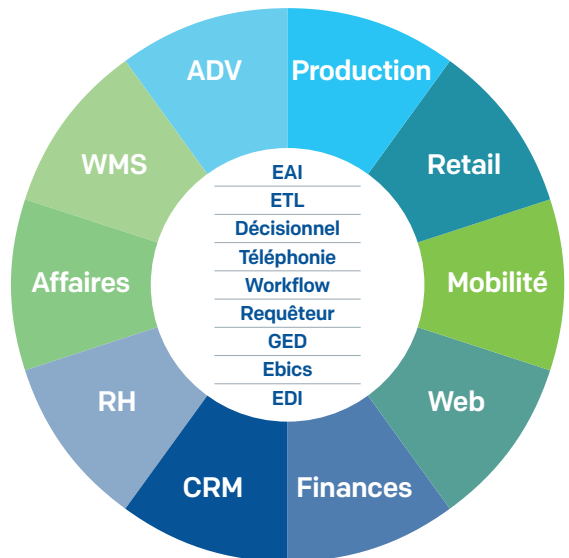 ADV
Production
Retail
Mobilité
Web
Finances
CRM
RH
Affaires
WMS
EAI
ETL
Décisionnel
Téléphonie
Workflow
Requêteur
GED
Ebics
EDI